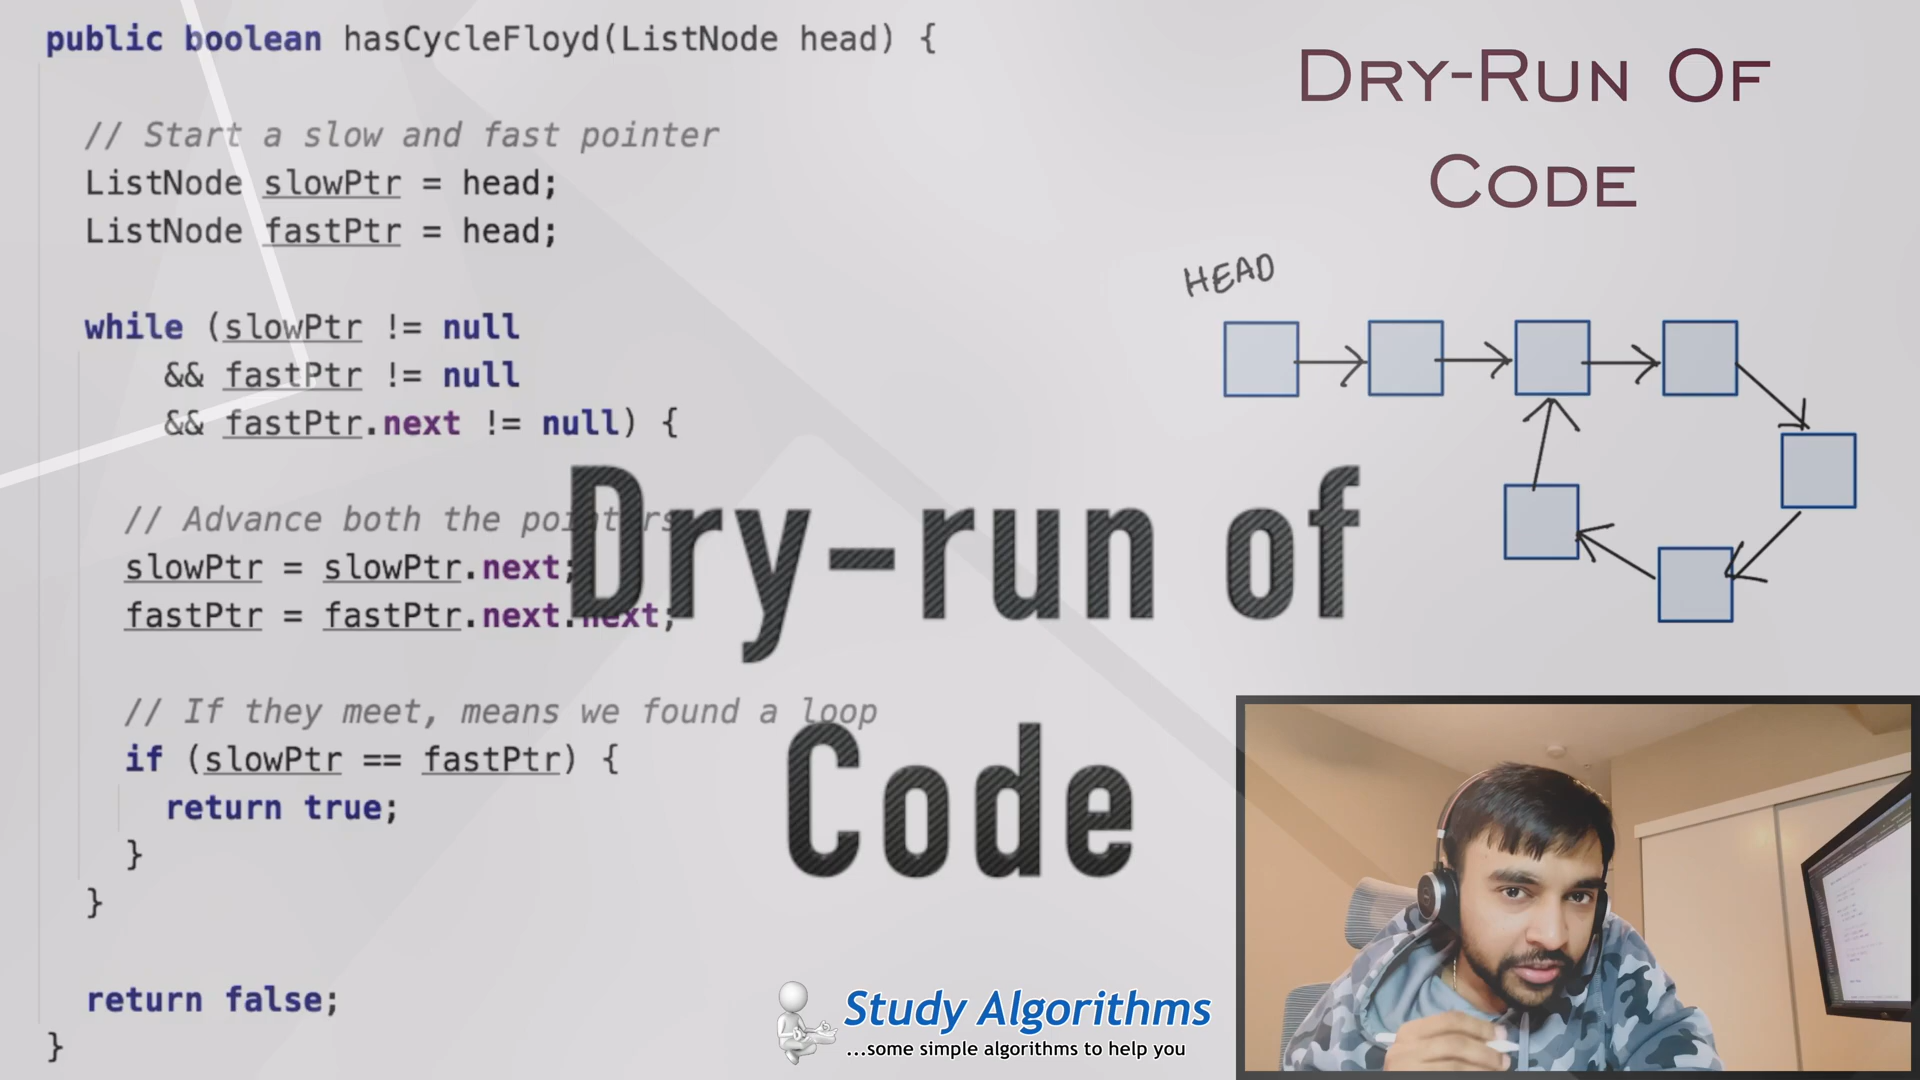 public boolean hasCycleFloyd(ListNode head) {
// Start a slow and fast pointer
ListNode slowPtr = head;
ListNode fastPtr = head;
while (slowPtr != null
&& fastPtr != null
&& fastPtr.next != null) {
// Advance both the pointers
slowPtr = slowPtr.next;
fastPtr = fastPtr.next.next;
// If they meet, means we found a loop
if (slowPtr == fastPtr) {
return true;
}
}
return false;
}
Dry-Run Of
Code
HEAD
Dry-run of
Code
Study Algorithms
...some simple algorithms to help you